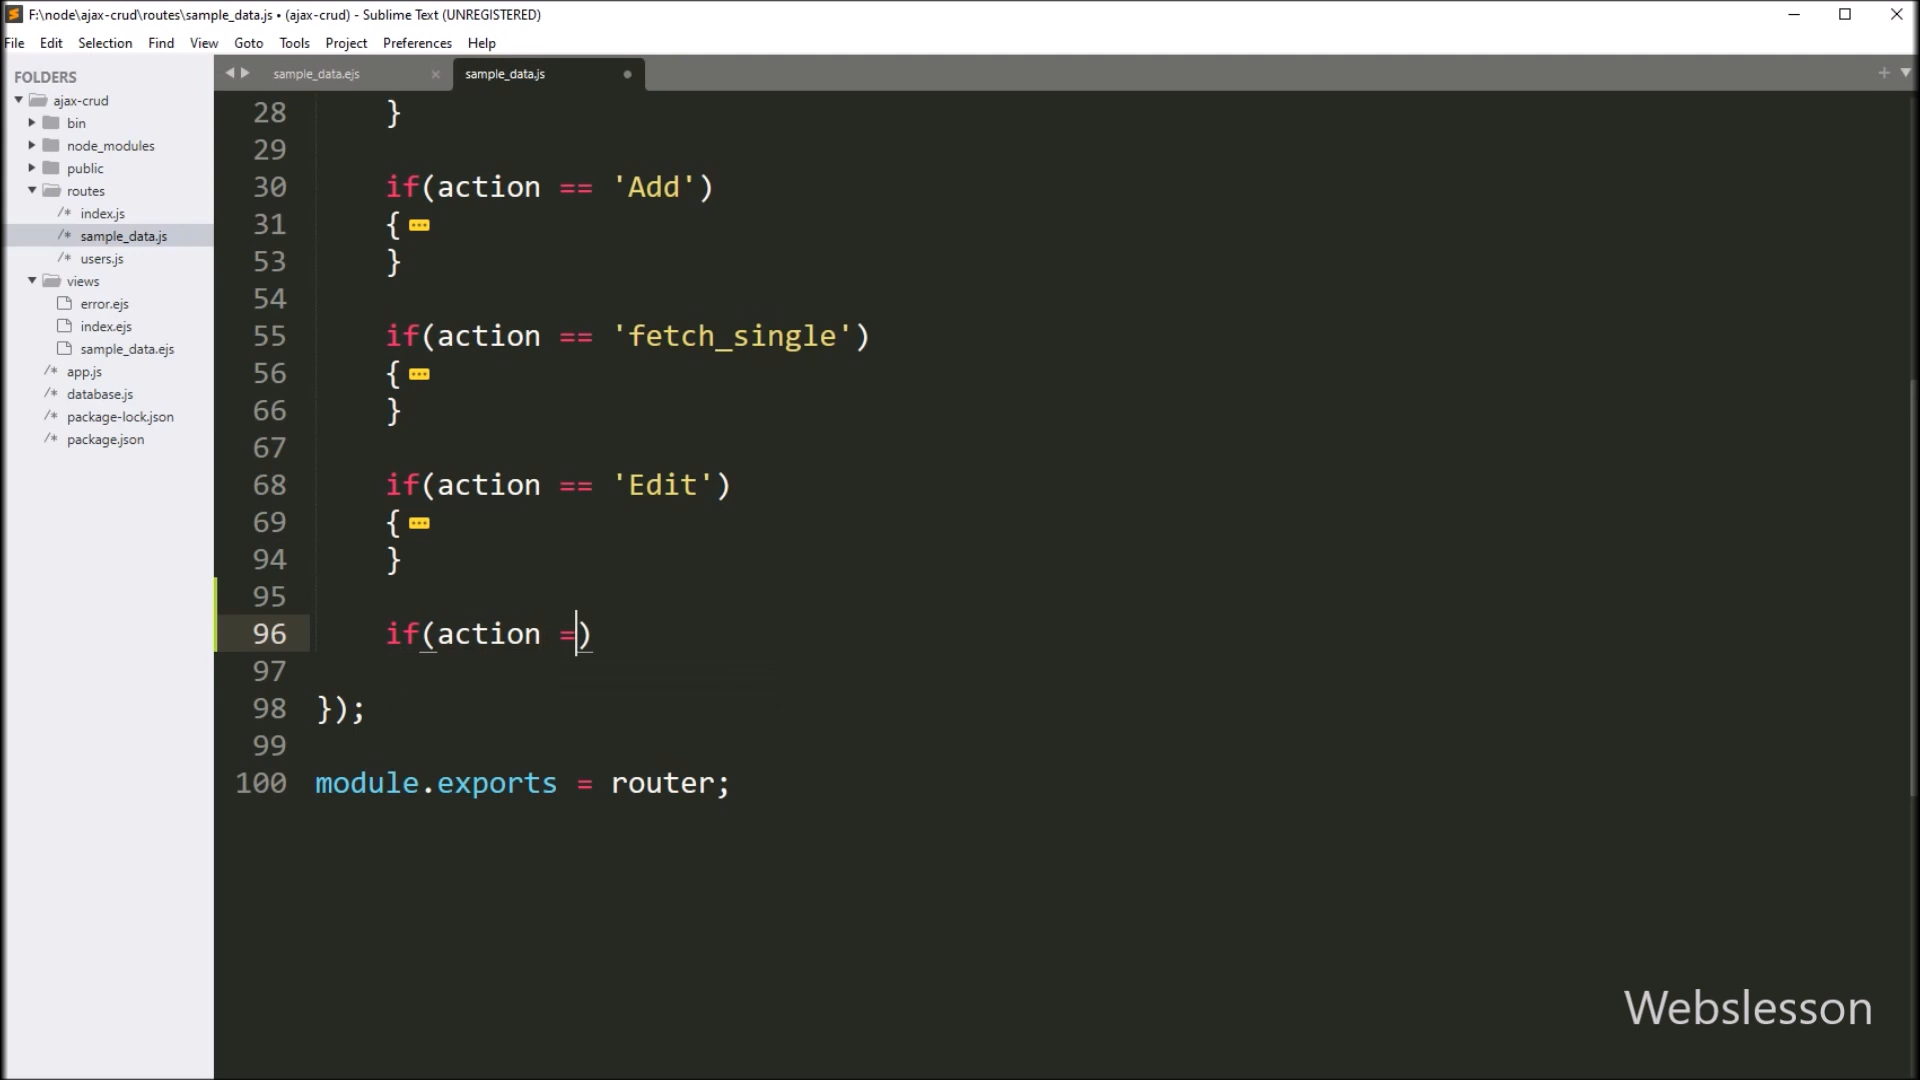 F:\node\ajax-crud\routes\sample_data.js • (ajax-crud) - Sublime Text (UNREGISTERED)
File Edit Selection Find View Goto Tools Project Preferences Help
FOLDERS
ajax-crud
bin
node_modules
public
routes
/* index.js
/* sample_data.js
/* users.js
views
error.ejs
index.ejs
sample_data.ejs
/* app.js
/* database.js
/* package-lock.json
/* package.json
sample_data.ejs × sample_data.js
28 }
29
30 if(action == 'Add')
31 {
53 }
54
55 if(action == 'fetch_single')
56 {
66 }
67
68 if(action == 'Edit')
69 {
94 }
95
96 if(action =)
97
98 });
99
100 module.exports = router;
Webslesson